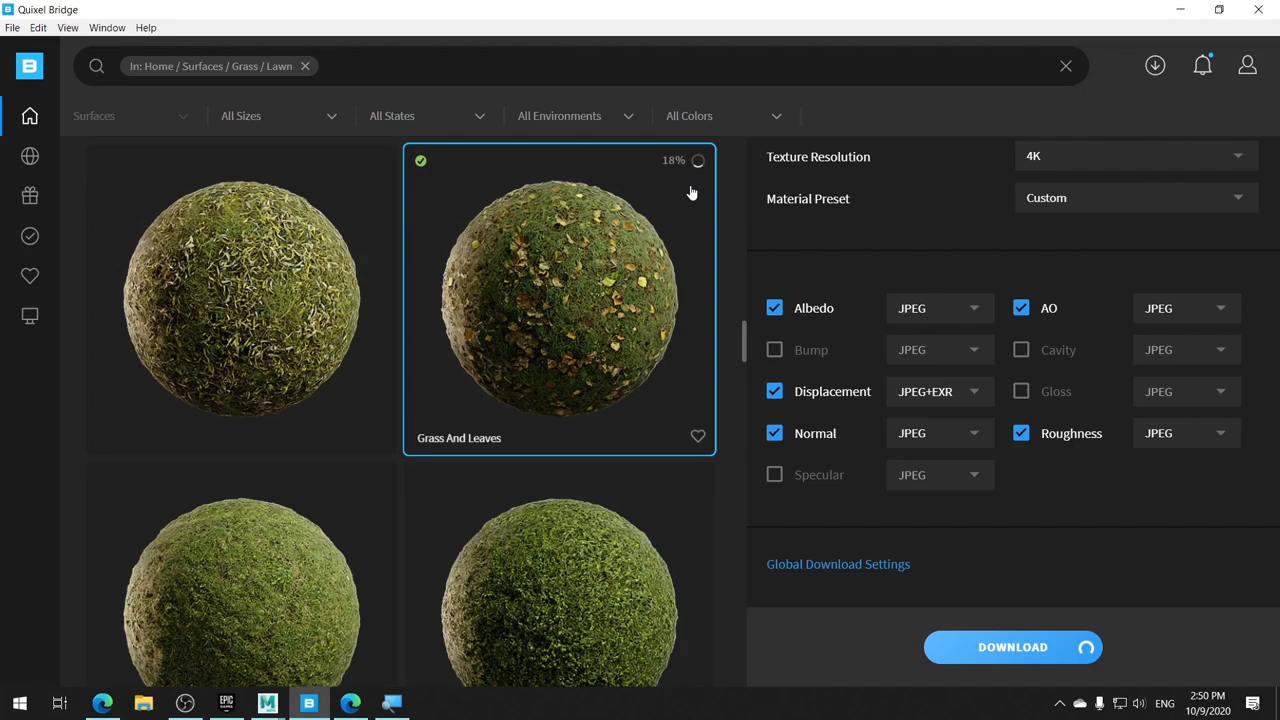 Quixel Bridge
File Edit View Window Help
In: Home / Surfaces / Grass / Lawn
Surfaces All Sizes All States All Environments All Colors
18%
Grass And Leaves
Texture Resolution 4K
Material Preset Custom
Albedo JPEG AO JPEG
Bump JPEG Cavity JPEG
Displacement JPEG+EXR Gloss JPEG
Normal JPEG Roughness JPEG
Specular JPEG
Global Download Settings
DOWNLOAD
EPIC GAMES
ENG
2:50 PM
10/9/2020